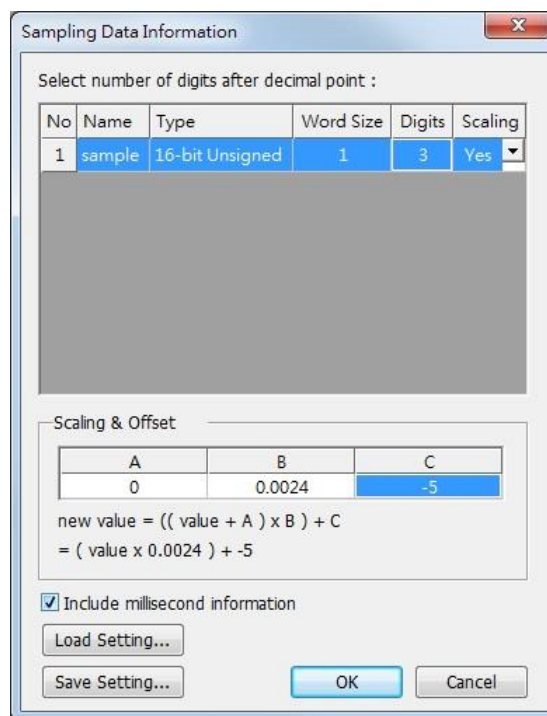 Sampling Data Information
Select number of digits after decimal point :
No Name Type Word Size Digits Scaling
1 sample 16-bit Unsigned 1 3 Yes
Scaling & Offset
A B C
0 0.0024 -5
new value = (( value + A ) x B ) + C
= ( value x 0.0024 ) + -5
Include millisecond information
Load Setting...
Save Setting... OK Cancel